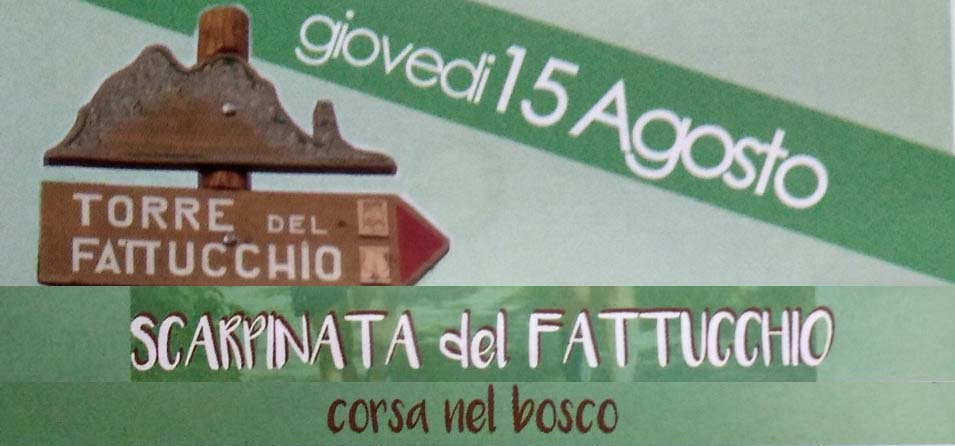 giovedì 15 Agosto
TORRE DEL
FATTUCCHIO
SCARPINATA del FATTUCCHIO
corsa nel bosco